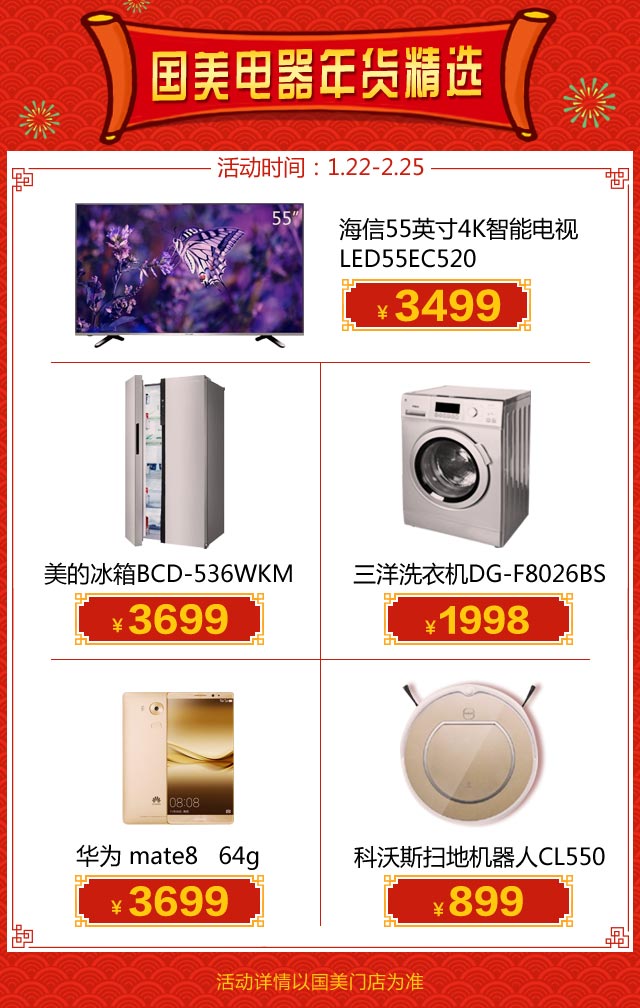 国美电器年货精选
活动时间：1.22-2.25
55”
海信55英寸4K智能电视
LED55EC520
¥ 3499
美的冰箱BCD-536WKM
¥ 3699
三洋洗衣机DG-F8026BS
¥ 1998
08:08
华为 mate8 64g
¥ 3699
科沃斯扫地机器人CL550
¥ 899
活动详情以国美门店为准